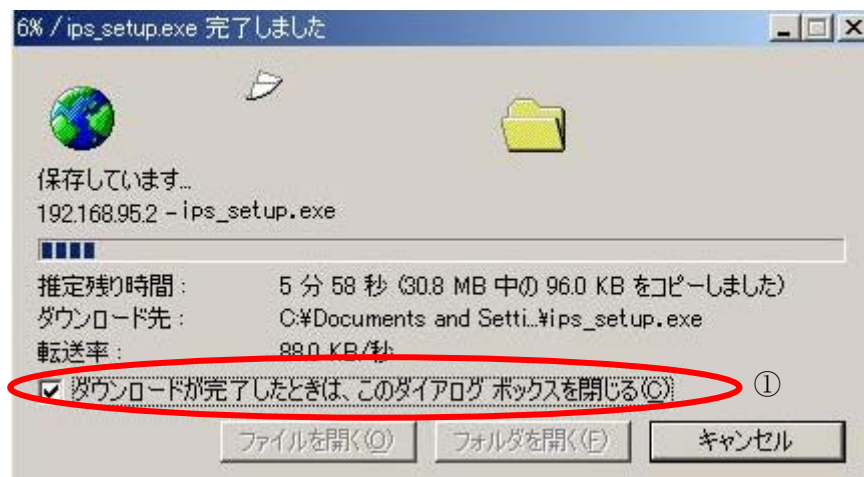 6% / ips_setup.exe 完了しました
保存しています...
192.168.95.2 - ips_setup.exe
推定残り時間： 5 分 58 秒 (30.8 MB 中の 96.0 KB をコピーしました)
ダウンロード先： C:¥Documents and Setti...¥ips_setup.exe
転送率： 88.0 KB/秒
ダウンロードが完了したときは、このダイアログ ボックスを閉じる(C) ①
ファイルを開く(O) フォルダを開く(F) キャンセル